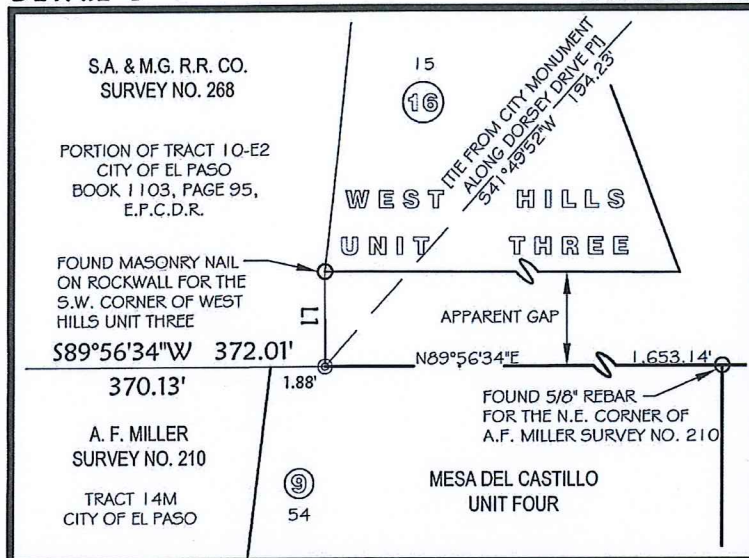 S.A. & M.G. R.R. CO.
SURVEY NO. 268
PORTION OF TRACT 10-E2
CITY OF EL PASO
BOOK 1103, PAGE 95,
E.P.C.D.R.
15
16
[TIE FROM CITY MONUMENT
ALONG DORSEY DRIVE PI]
S41°49'52"W 194.23'
WEST HILLS
UNIT THREE
FOUND MASONRY NAIL
ON ROCKWALL FOR THE
S.W. CORNER OF WEST
HILLS UNIT THREE
L1
APPARENT GAP
S89°56'34"W 372.01'
N89°56'34"E 1,653.14'
370.13'
1.88'
FOUND 5/8" REBAR
FOR THE N.E. CORNER OF
A.F. MILLER SURVEY NO. 210
A. F. MILLER
SURVEY NO. 210
TRACT 14M
CITY OF EL PASO
9
54
MESA DEL CASTILLO
UNIT FOUR